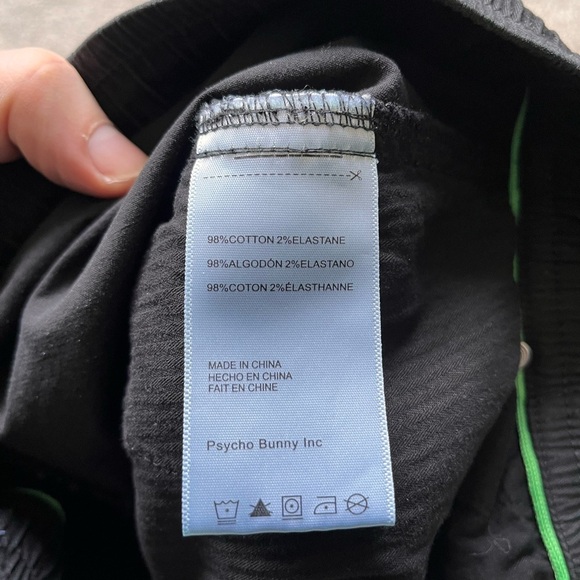 98%COTTON 2%ELASTANE
98%ALGODÓN 2%ELASTANO
98%COTON 2%ÉLASTHANNE
MADE IN CHINA
HECHO EN CHINA
FAIT EN CHINE
Psycho Bunny Inc